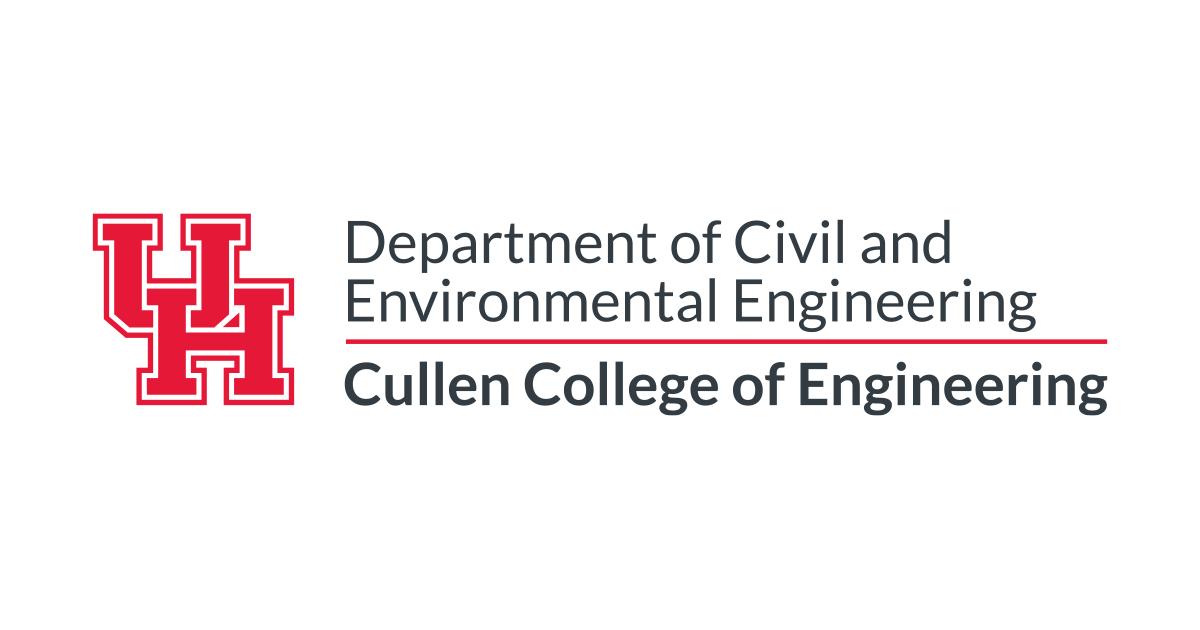 UH
Department of Civil and
Environmental Engineering
Cullen College of Engineering